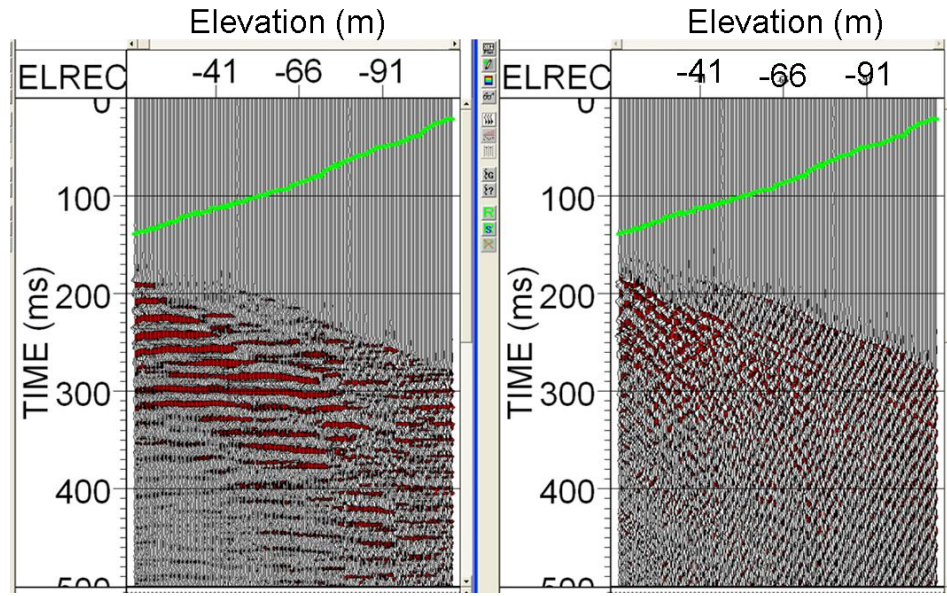 Elevation (m) Elevation (m)
ELREC -41 -66 -91 ELREC -41 -66 -91
0 0
100 100
200 200
300 300
400 400
500 500
TIME (ms) TIME (ms)
R
S